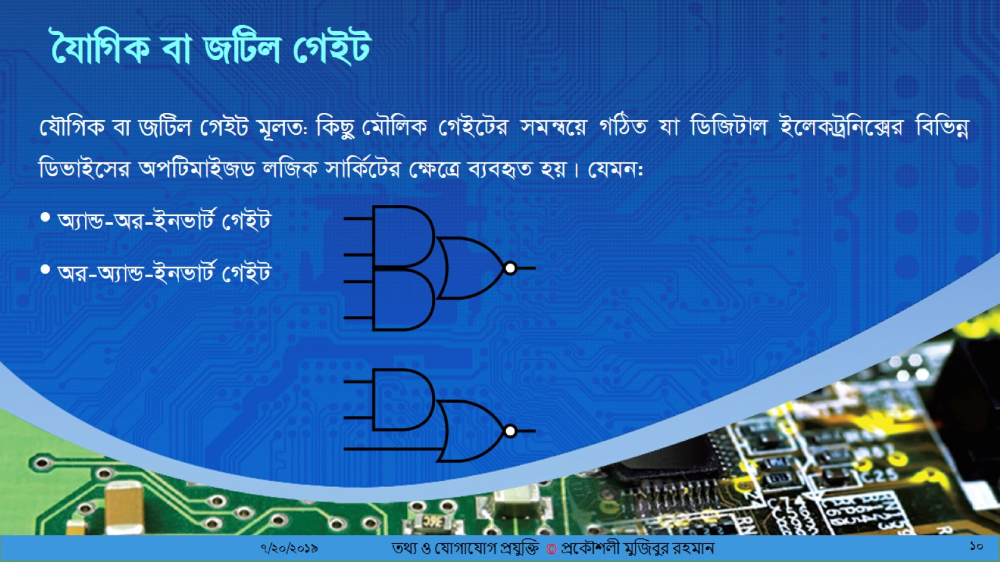 যৈাগিক বা জটিল গেইট
যৌগিক বা জটিল গেইট মূলত: কিছু মৌলিক গেইটের সমন্বয়ে গঠিত যা ডিজিটাল ইলেকট্রনিক্সের বিভিন্ন
ডিভাইসের অপটিমাইজড লজিক সার্কিটের ক্ষেত্রে ব্যবহৃত হয়। যেমন:
• অ্যান্ড-অর-ইনভার্ট গেইট
• অর-অ্যান্ড-ইনভার্ট গেইট
C25
৭/২০/২০১৯
তথ্য ও যোগাযোগ প্রযুক্তি © প্রকৌশলী মুজিবুর রহমান
১০